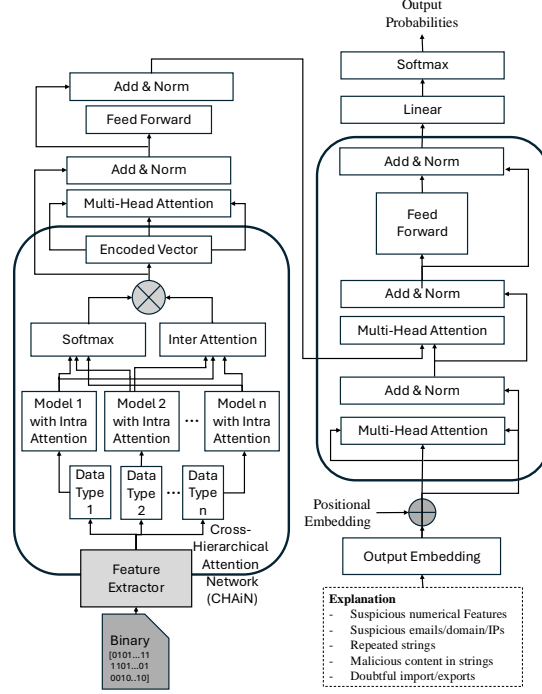 Output
Probabilities
Softmax
Linear
Add & Norm
Feed
Forward
Add & Norm
Multi-Head Attention
Add & Norm
Multi-Head Attention
Positional
Embedding
Output Embedding
Explanation
- Suspicious numerical Features
- Suspicious emails/domain/IPs
- Repeated strings
- Malicious content in strings
- Doubtful import/exports
Add & Norm
Feed Forward
Add & Norm
Multi-Head Attention
Encoded Vector
Softmax
Inter Attention
Model 1
with Intra
Attention
Model 2
with Intra
Attention
...
Model n
with Intra
Attention
Data
Type
1
Data
Type
2
...
Data
Type n
Cross-
Hierarchical
Attention
Network
(CHAiN)
Feature
Extractor
Binary
[0101...11
1101...01
0010..10]